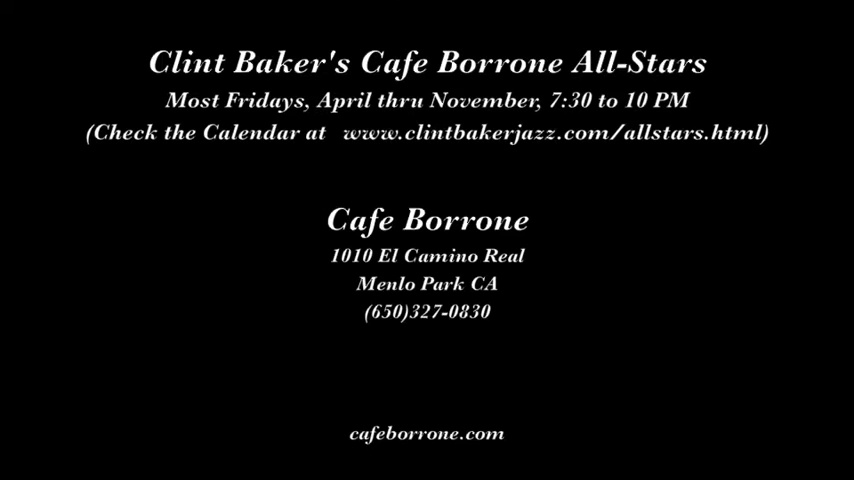 Clint Baker's Cafe Borrone All-Stars
Most Fridays, April thru November, 7:30 to 10 PM
(Check the Calendar at www.clintbakerjazz.com/allstars.html)
Cafe Borrone
1010 El Camino Real
Menlo Park CA
(650)327-0830
cafeborrone.com